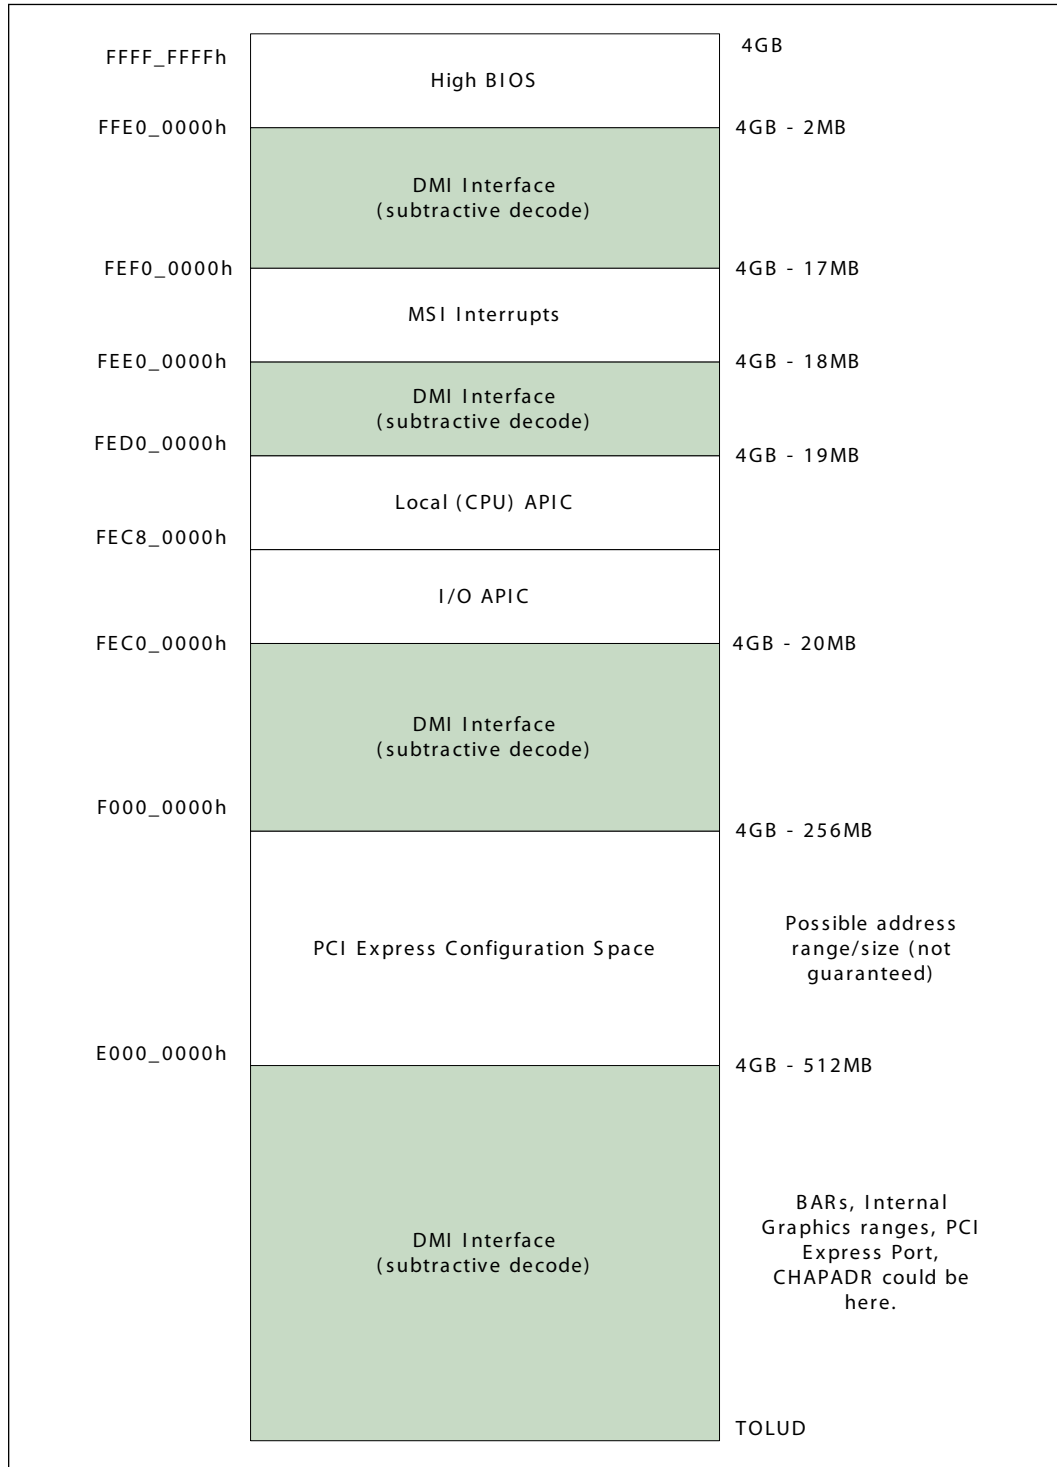 FFFF_FFFFh
4GB
High BIOS
FFE0_0000h
4GB - 2MB
DMI Interface
(subtractive decode)
FEF0_0000h
4GB - 17MB
MSI Interrupts
FEE0_0000h
4GB - 18MB
DMI Interface
(subtractive decode)
FED0_0000h
4GB - 19MB
Local (CPU) APIC
FEC8_0000h
I/O APIC
FEC0_0000h
4GB - 20MB
DMI Interface
(subtractive decode)
F000_0000h
4GB - 256MB
PCI Express Configuration Space
Possible address
range/size (not
guaranteed)
E000_0000h
4GB - 512MB
DMI Interface
(subtractive decode)
BARs, Internal
Graphics ranges, PCI
Express Port,
CHAPADR could be
here.
TOLUD